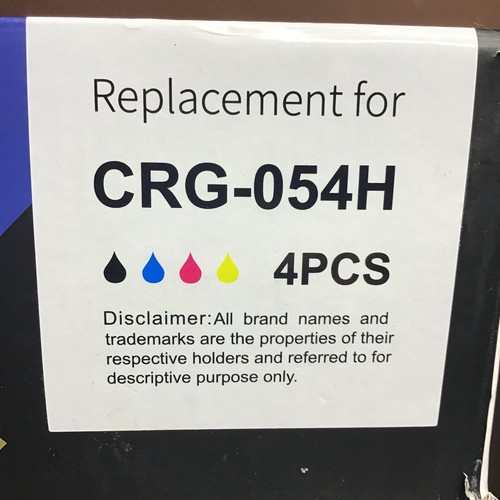 Replacement for
CRG-054H
4PCS
Disclaimer:All brand names and
trademarks are the properties of their
respective holders and referred to for
descriptive purpose only.